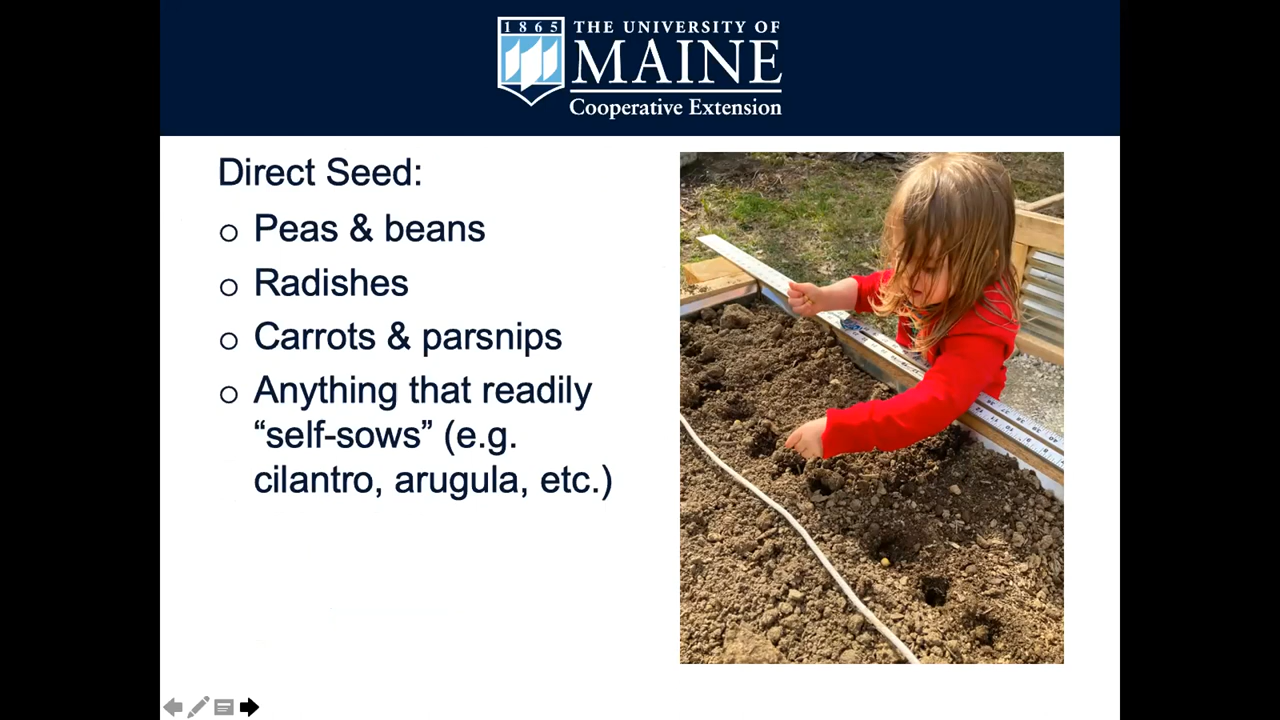 1865
THE UNIVERSITY OF
MAINE
Cooperative Extension
Direct Seed:
Peas & beans
Radishes
Carrots & parsnips
Anything that readily
“self-sows” (e.g.
cilantro, arugula, etc.)